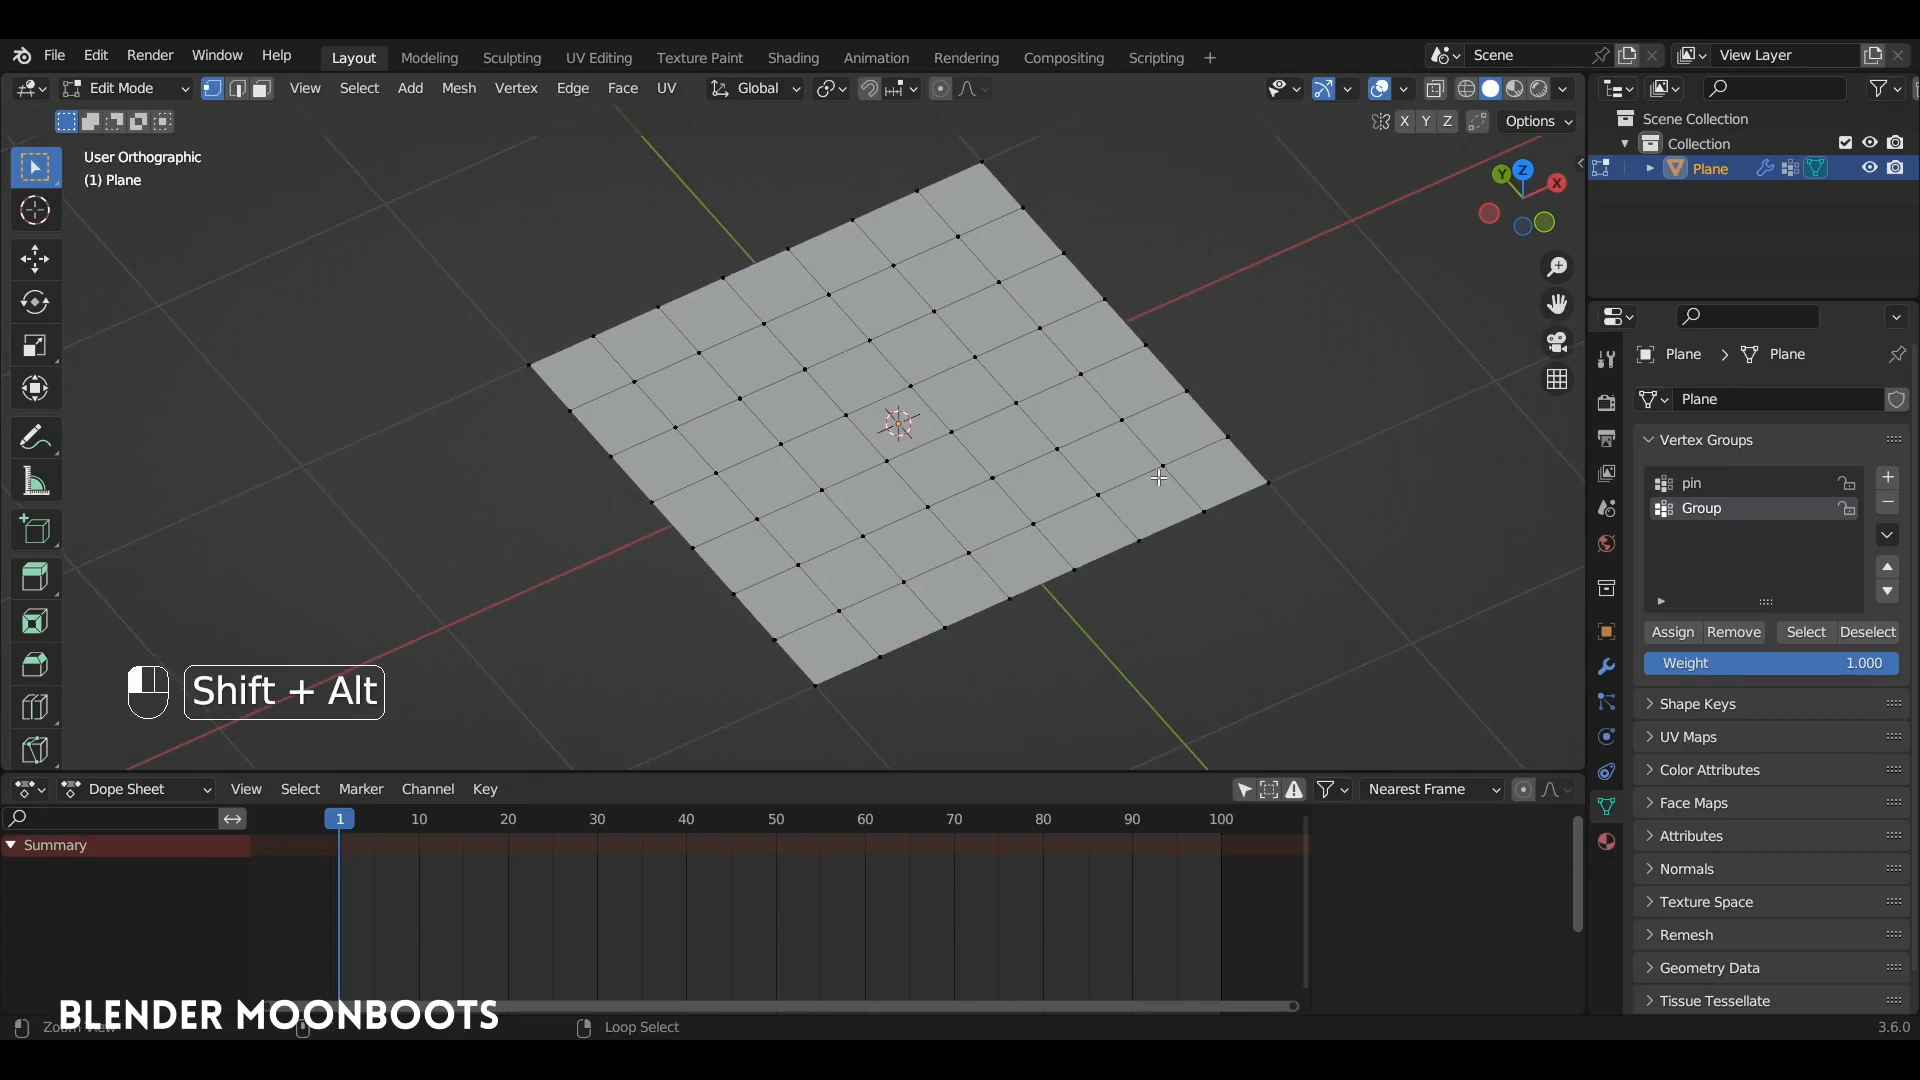 File Edit Render Window Help Layout Modeling Sculpting UV Editing Texture Paint Shading Animation Rendering Compositing Scripting + Scene View Layer
Edit Mode View Select Add Mesh Vertex Edge Face UV Global
X Y Z Options
User Orthographic
(1) Plane
Z
Y
X
Scene Collection
Collection
Plane
Plane > Plane
Plane
Vertex Groups
pin
Group
Assign Remove Select Deselect
Weight 1.000
Shape Keys
UV Maps
Color Attributes
Face Maps
Attributes
Normals
Texture Space
Remesh
Geometry Data
Tissue Tessellate
Shift + Alt
Dope Sheet View Select Marker Channel Key Nearest Frame
1 10 20 30 40 50 60 70 80 90 100
Summary
BLENDER MOONBOOTS
Loop Select
3.6.0